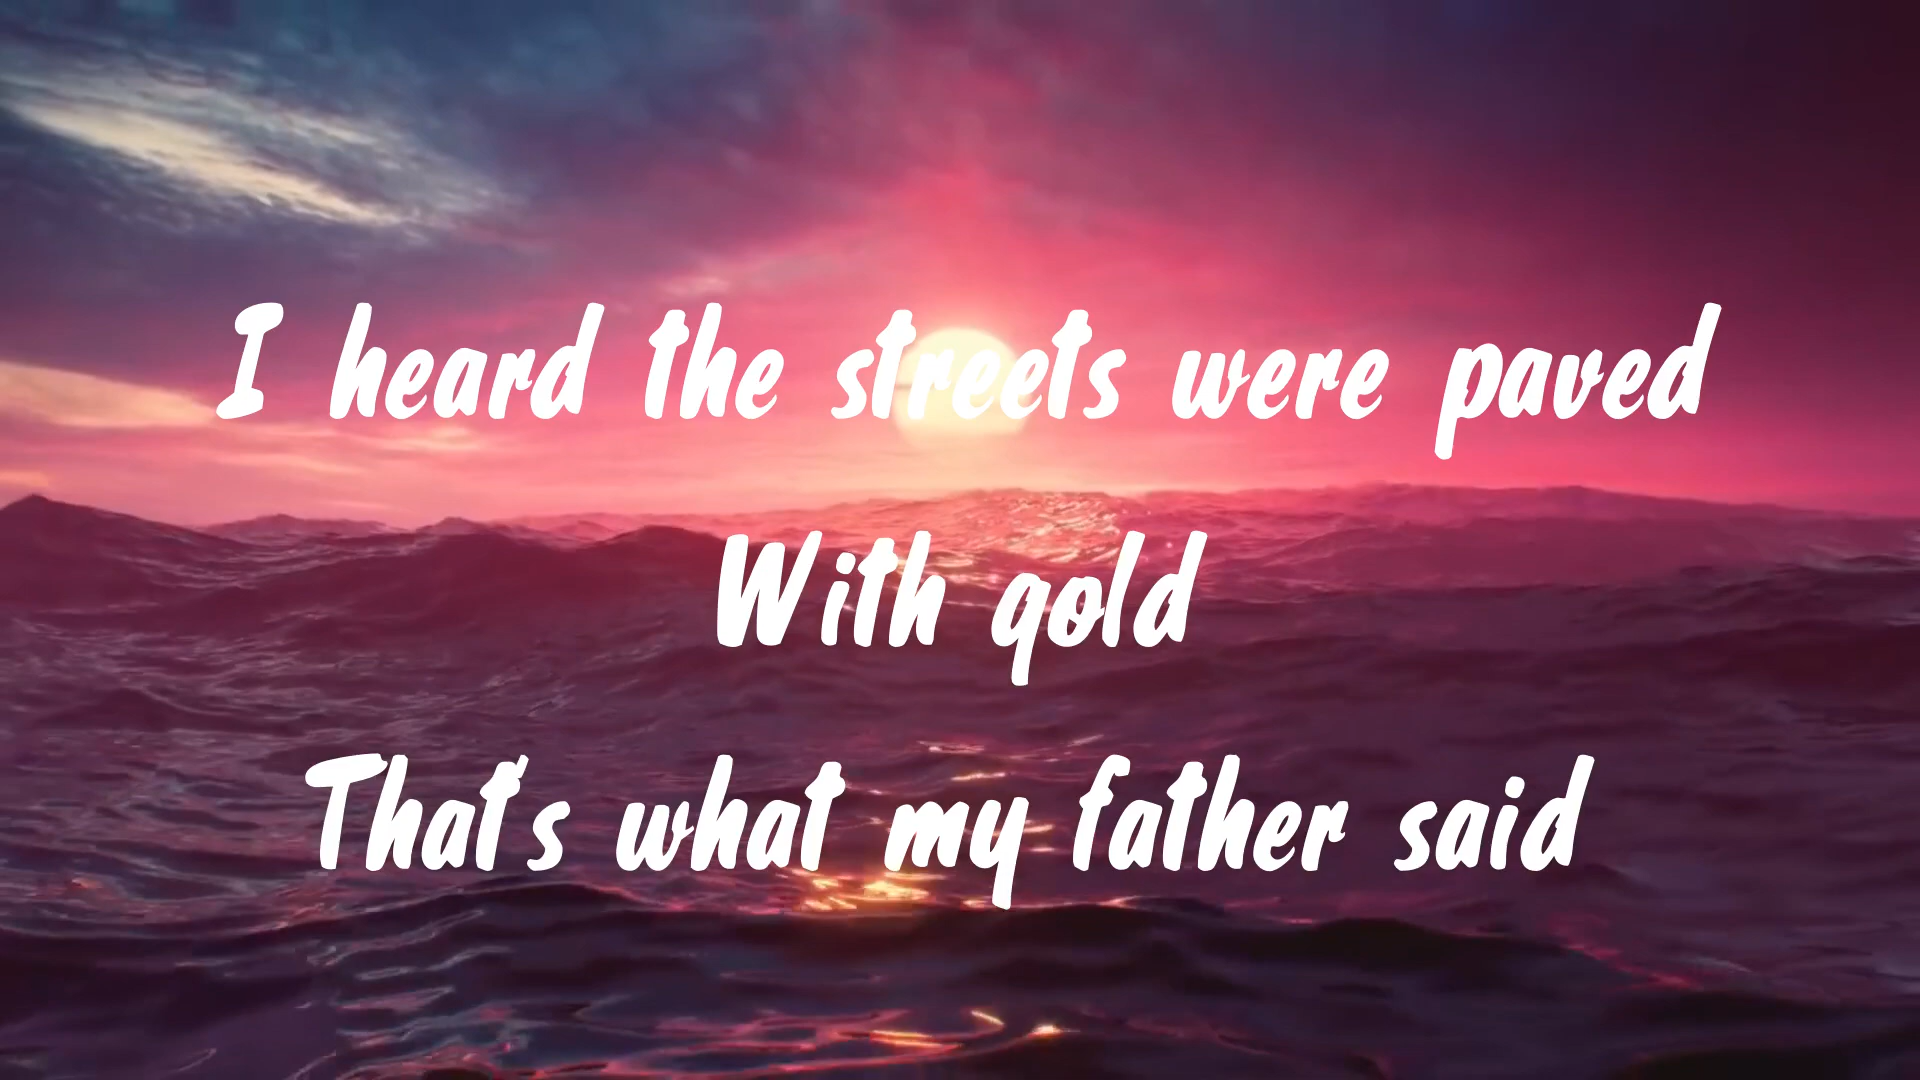 I heard the streets were paved
With gold
That's what my father said